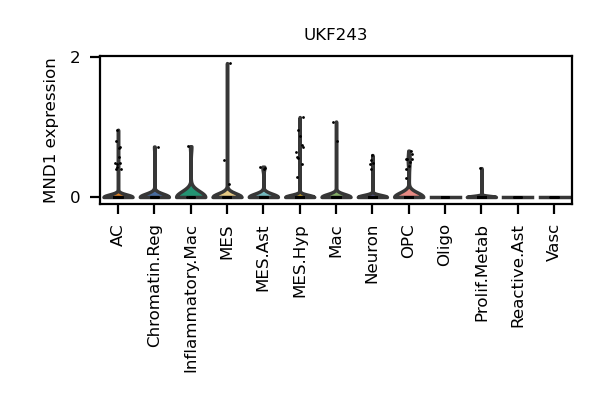 UKF243
MND1 expression
2
0
AC
Chromatin.Reg
Inflammatory.Mac
MES
MES.Ast
MES.Hyp
Mac
Neuron
OPC
Oligo
Prolif.Metab
Reactive.Ast
Vasc